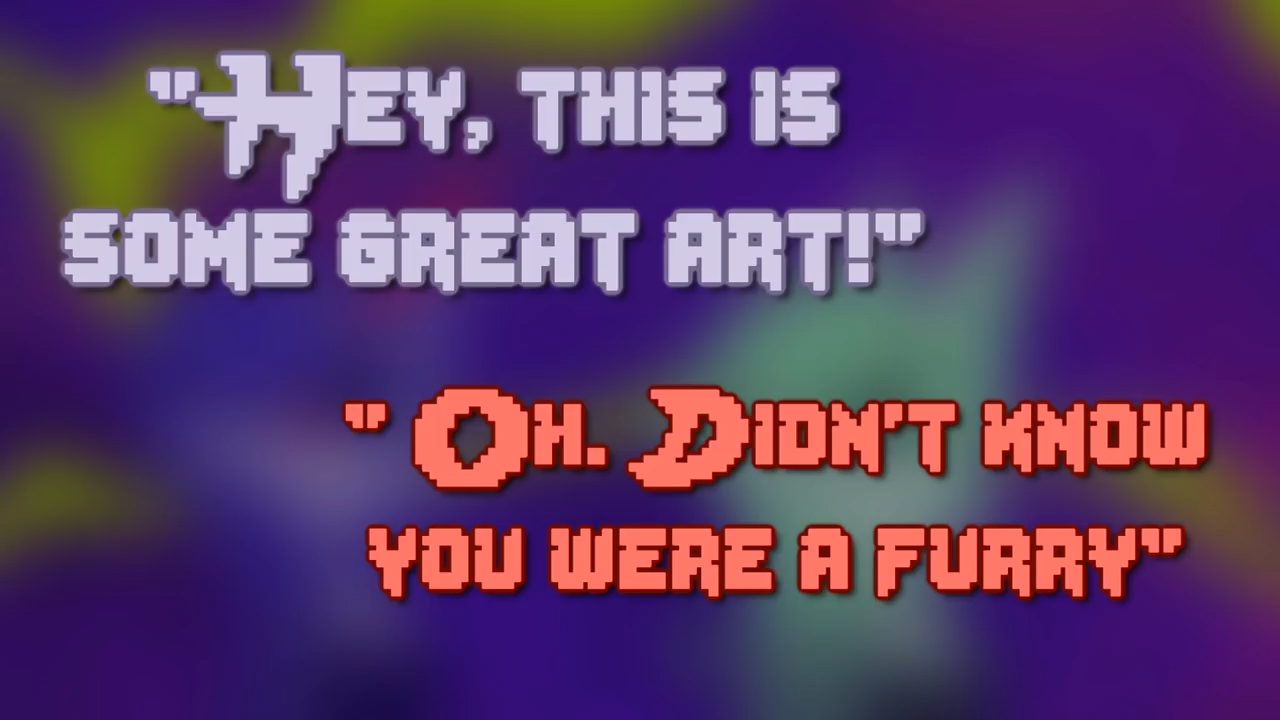 "Hey, this is
some great art!"
" Oh. Didn't know
you were a furry"